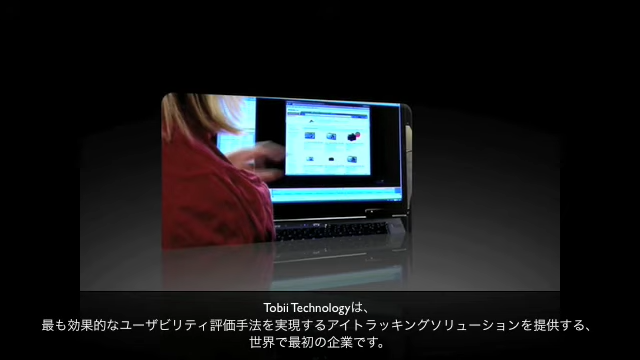 Tobii Technologyは、
最も効果的なユーザビリティ評価手法を実現するアイトラッキングソリューションを提供する、
世界で最初の企業です。